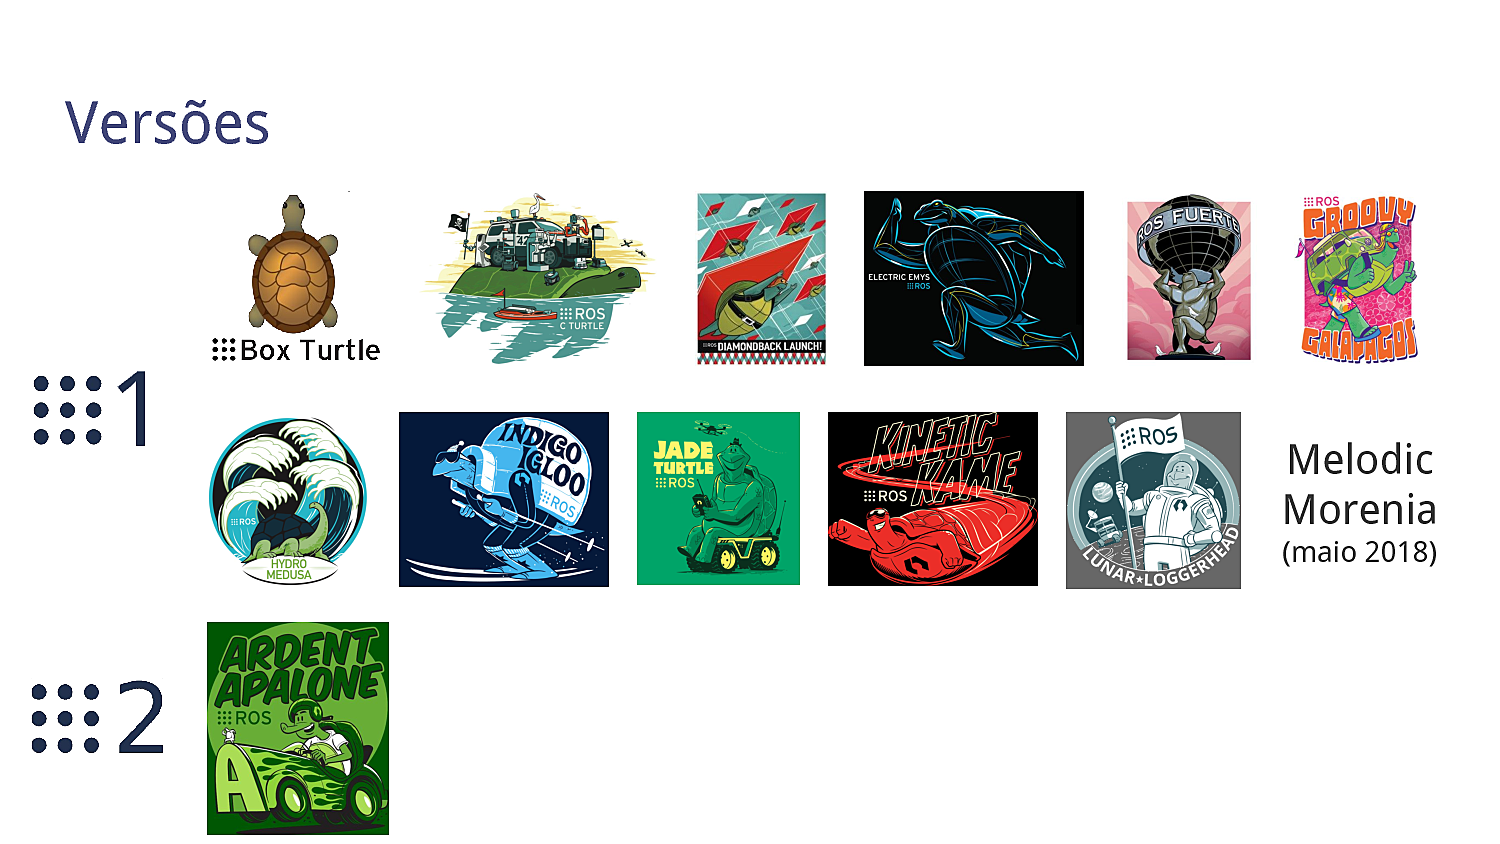 Versões
Box Turtle
ROS
C TURTLE
47
ROS DIAMONDBACK LAUNCH!
ELECTRIC EMYS
ROS
ROS FUERTE
ROS
GROOVY
GALAPAGOS
1
ROS
HYDRO
MEDUSA
INDIGO
IGLOO
ROS
JADE
TURTLE
ROS
KINETIC
KAME
ROS
ROS
LUNAR★LOGGERHEAD
Melodic
Morenia
(maio 2018)
2
ARDENT
APALONE
ROS
A